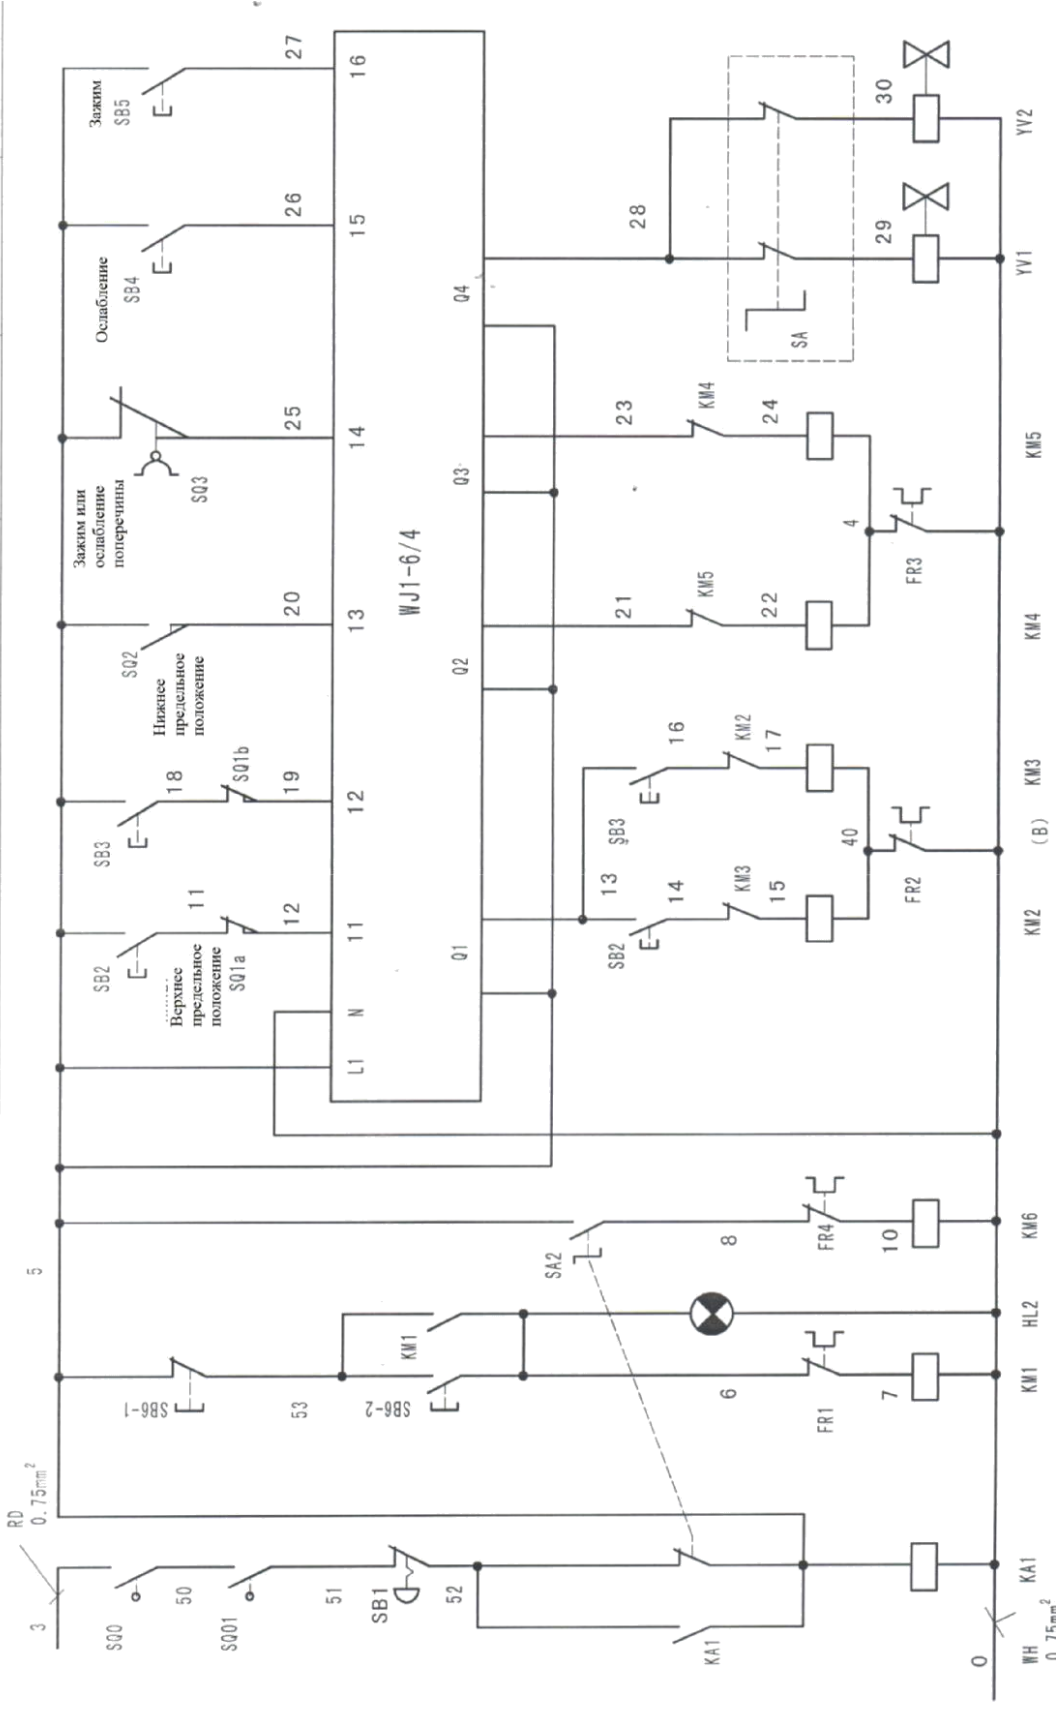 RD
0.75mm²
3
5
SQ0
50
SQ01
51
SB1
52
KA1
0
WH
0.75mm²
KA1
SB6-1
53
SB6-2
KM1
6
FR1
7
KM1
HL2
SA2
8
FR4
10
KM6
L1
N
SB2
11
Верхнее
предельное
положение
SQ1a
12
11
SB3
18
SQ1b
19
12
SQ2
Нижнее
предельное
положение
20
13
Зажим или
ослабление
поперечины
SQ3
25
14
Ослабление
SB4
26
15
Зажим
SB5
27
16
WJ1-6/4
Q1
Q2
Q3
Q4
13
SB2
14
KM3
15
SB3
16
KM2
17
40
FR2
KM2
(B)
KM3
21
KM5
22
23
KM4
24
4
FR3
KM4
KM5
28
SA
29
30
YV1
YV2